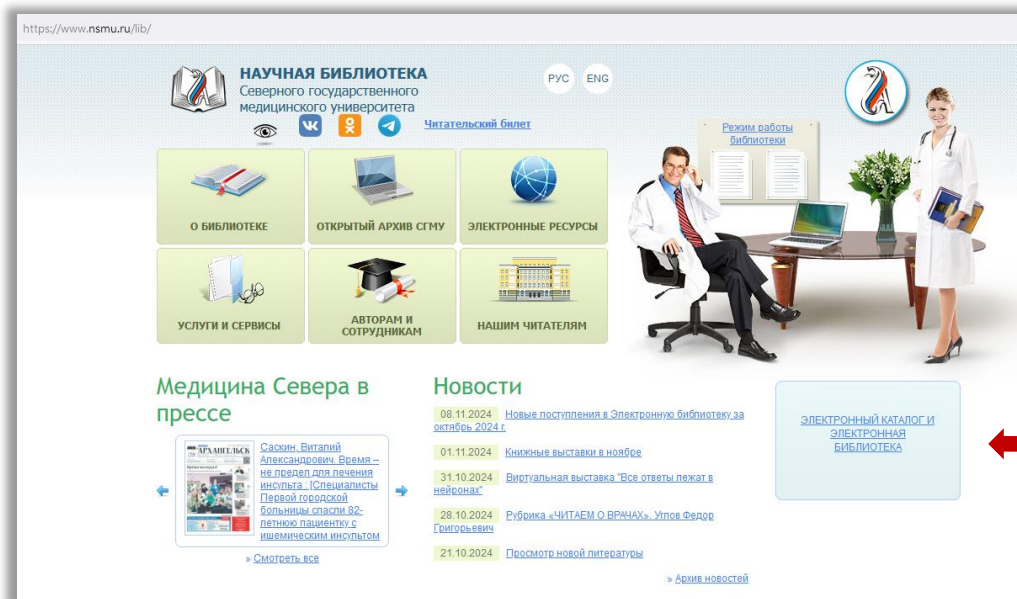 https://www.nsmu.ru/lib/
НАУЧНАЯ БИБЛИОТЕКА
Северного государственного
медицинского университета
РУС
ENG
Читательский билет
Режим работы
библиотеки
О БИБЛИОТЕКЕ
ОТКРЫТЫЙ АРХИВ СГМУ
ЭЛЕКТРОННЫЕ РЕСУРСЫ
УСЛУГИ И СЕРВИСЫ
АВТОРАМ И
СОТРУДНИКАМ
НАШИМ ЧИТАТЕЛЯМ
Медицина Севера в
прессе
АРХАНГЕЛЬСК
Саскин, Виталий
Александрович. Время –
не предел для лечения
инсульта : [Специалисты
Первой городской
больницы спасли 82-
летнюю пациентку с
ишемическим инсультом
» Смотреть все
Новости
08.11.2024 Новые поступления в Электронную библиотеку за
октябрь 2024 г.
01.11.2024 Книжные выставки в ноябре
31.10.2024 Виртуальная выставка "Все ответы лежат в
нейронах"
28.10.2024 Рубрика «ЧИТАЕМ О ВРАЧАХ». Углов Федор
Григорьевич
21.10.2024 Просмотр новой литературы
» Архив новостей
ЭЛЕКТРОННЫЙ КАТАЛОГ И
ЭЛЕКТРОННАЯ
БИБЛИОТЕКА